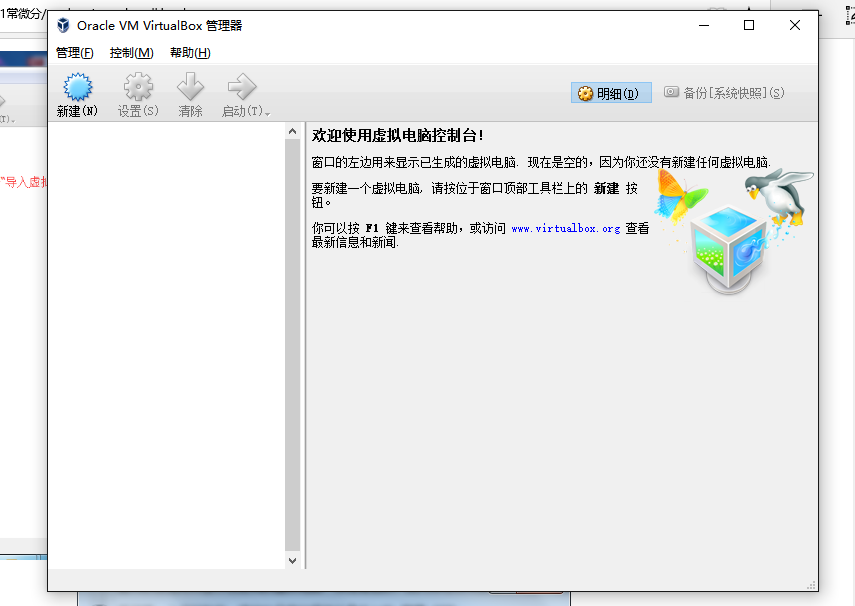 1常微分/
Oracle VM VirtualBox 管理器
管理(F) 控制(M) 帮助(H)
新建(N) 设置(S) 清除 启动(T) 明细(D) 备份[系统快照](S)
(T)
欢迎使用虚拟电脑控制台!
窗口的左边用来显示已生成的虚拟电脑. 现在是空的,因为你还没有新建任何虚拟电脑.
“导入虚拟
要新建一个虚拟电脑, 请按位于窗口顶部工具栏上的 新建 按
钮。
你可以按 F1 键来查看帮助, 或访问 www.virtualbox.org 查看
最新信息和新闻.